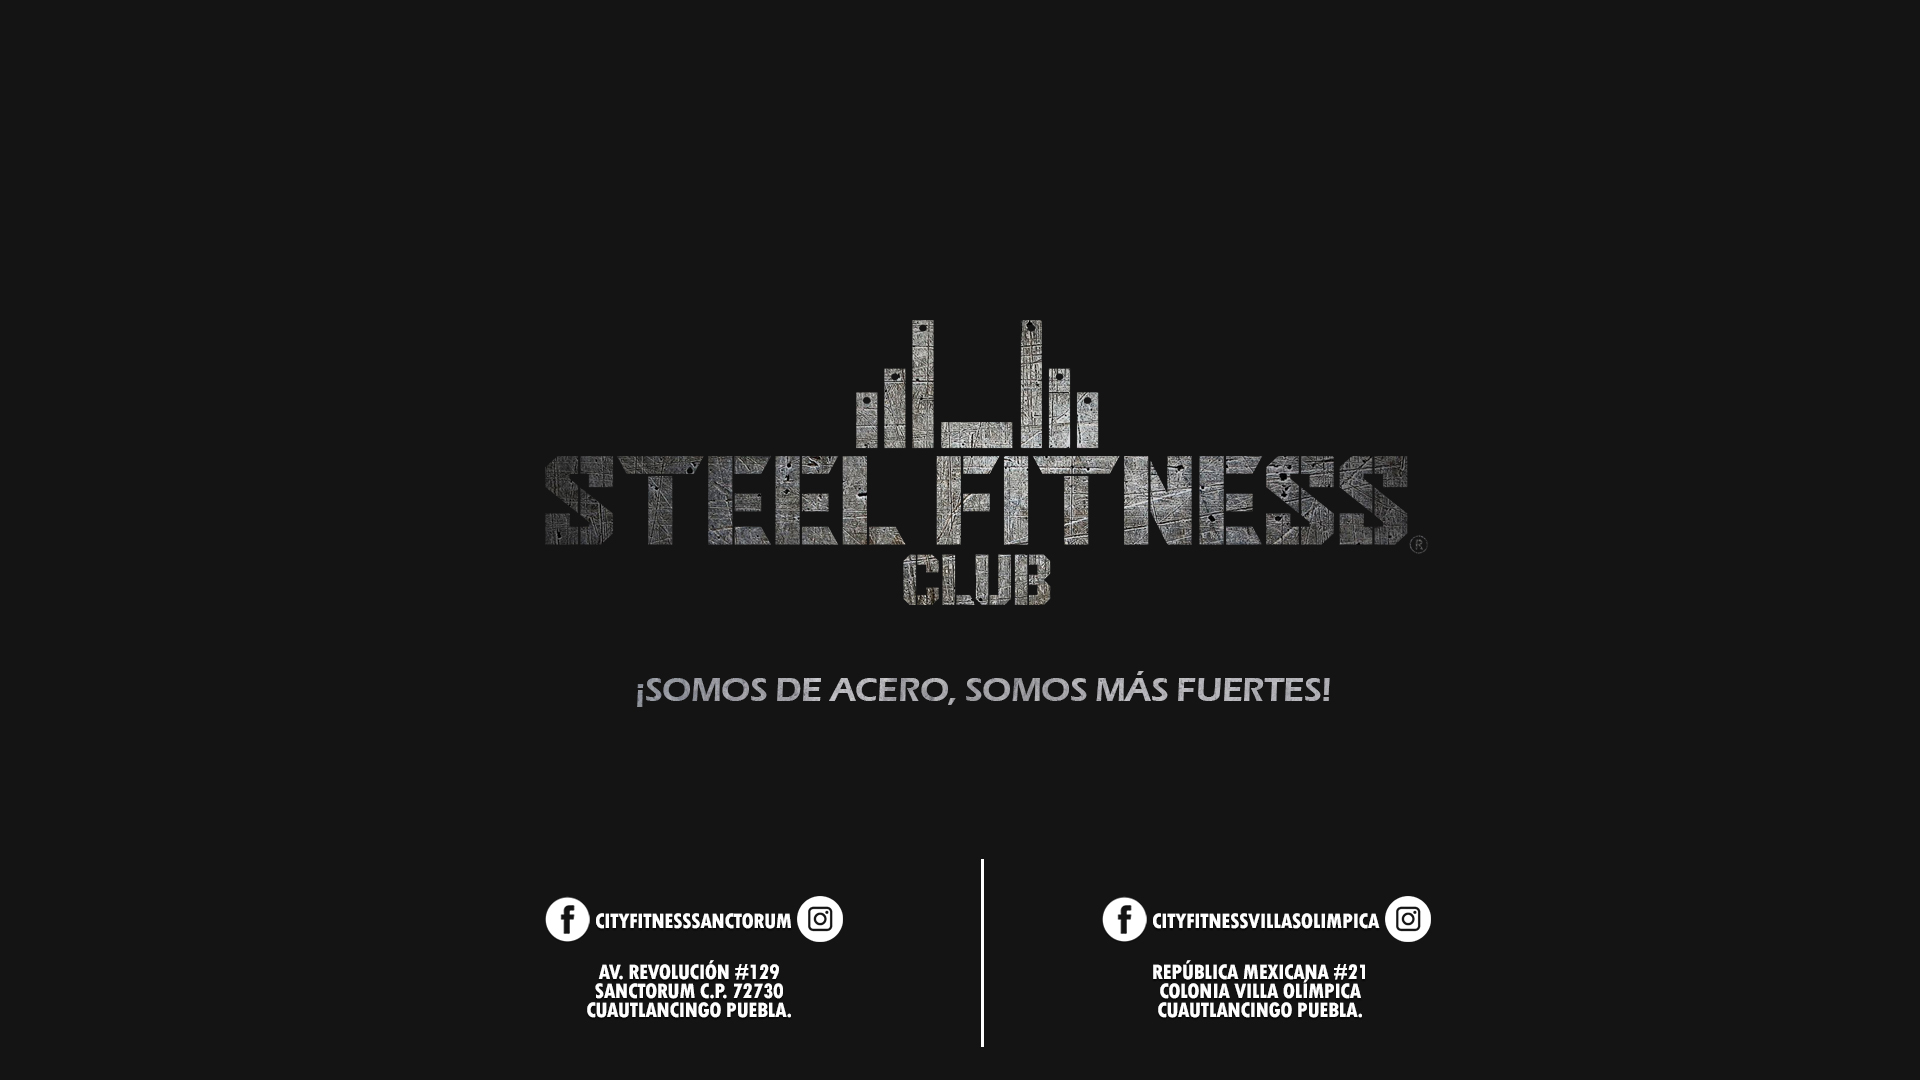 STEEL FITNESS®
CLUB
¡SOMOS DE ACERO, SOMOS MÁS FUERTES!
CITYFITNESSSANCTORUM
AV. REVOLUCIÓN #129
SANCTORUM C.P. 72730
CUAUTLANCINGO PUEBLA.
CITYFITNESSVILLASOLIMPICA
REPÚBLICA MEXICANA #21
COLONIA VILLA OLÍMPICA
CUAUTLANCINGO PUEBLA.